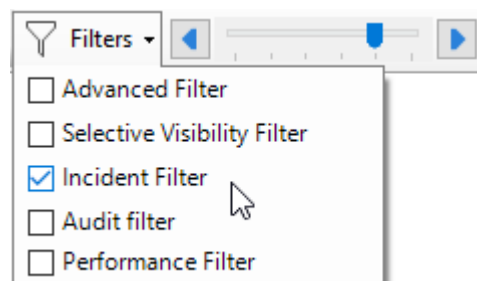 Filters
Advanced Filter
Selective Visibility Filter
Incident Filter
Audit filter
Performance Filter